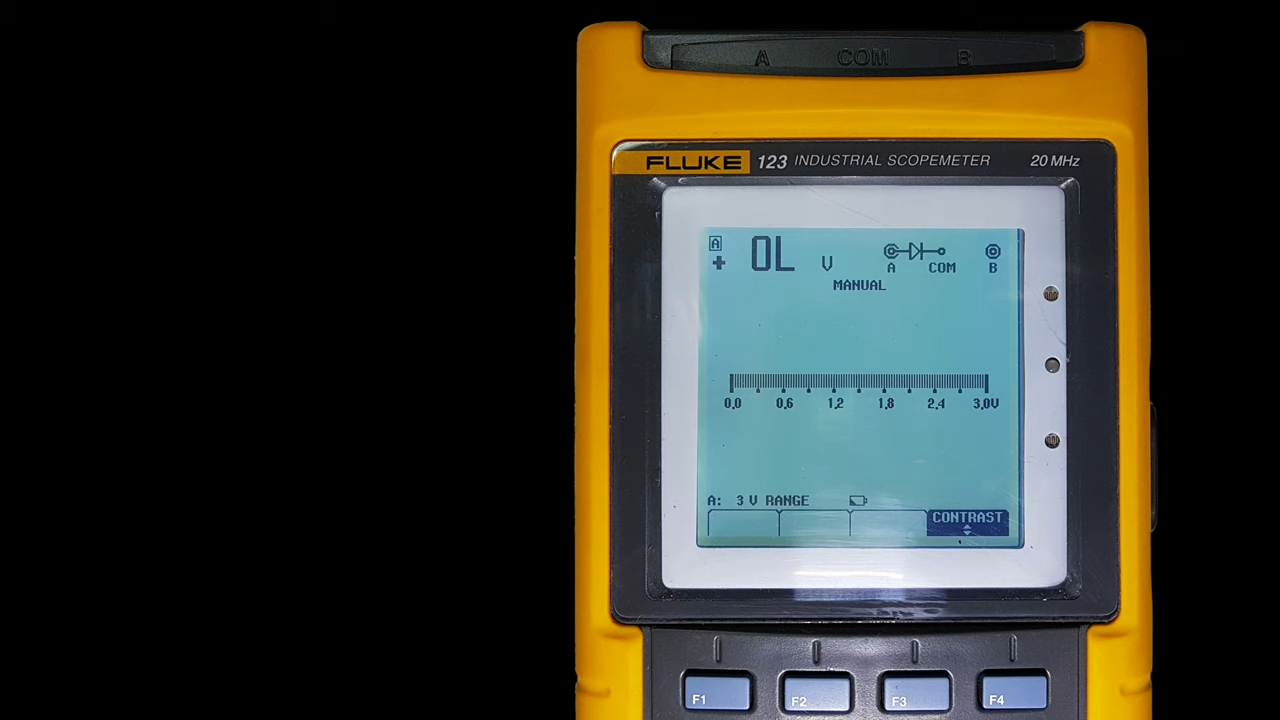 A COM B
FLUKE 123 INDUSTRIAL SCOPEMETER 20 MHz
A OL V
A COM B
MANUAL
0.0 0.6 1.2 1.8 2.4 3.0V
A: 3 V RANGE
CONTRAST
F1 F2 F3 F4